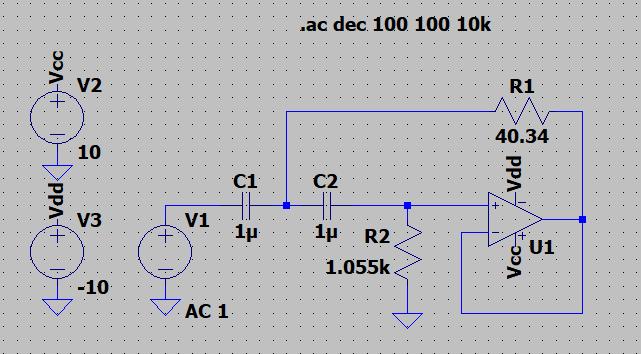 .ac dec 100 100 10k
Vcc
V2
10
Vdd
V3
-10
V1
AC 1
C1
1µ
C2
1µ
R1
40.34
R2
1.055k
Vdd
U1
Vcc